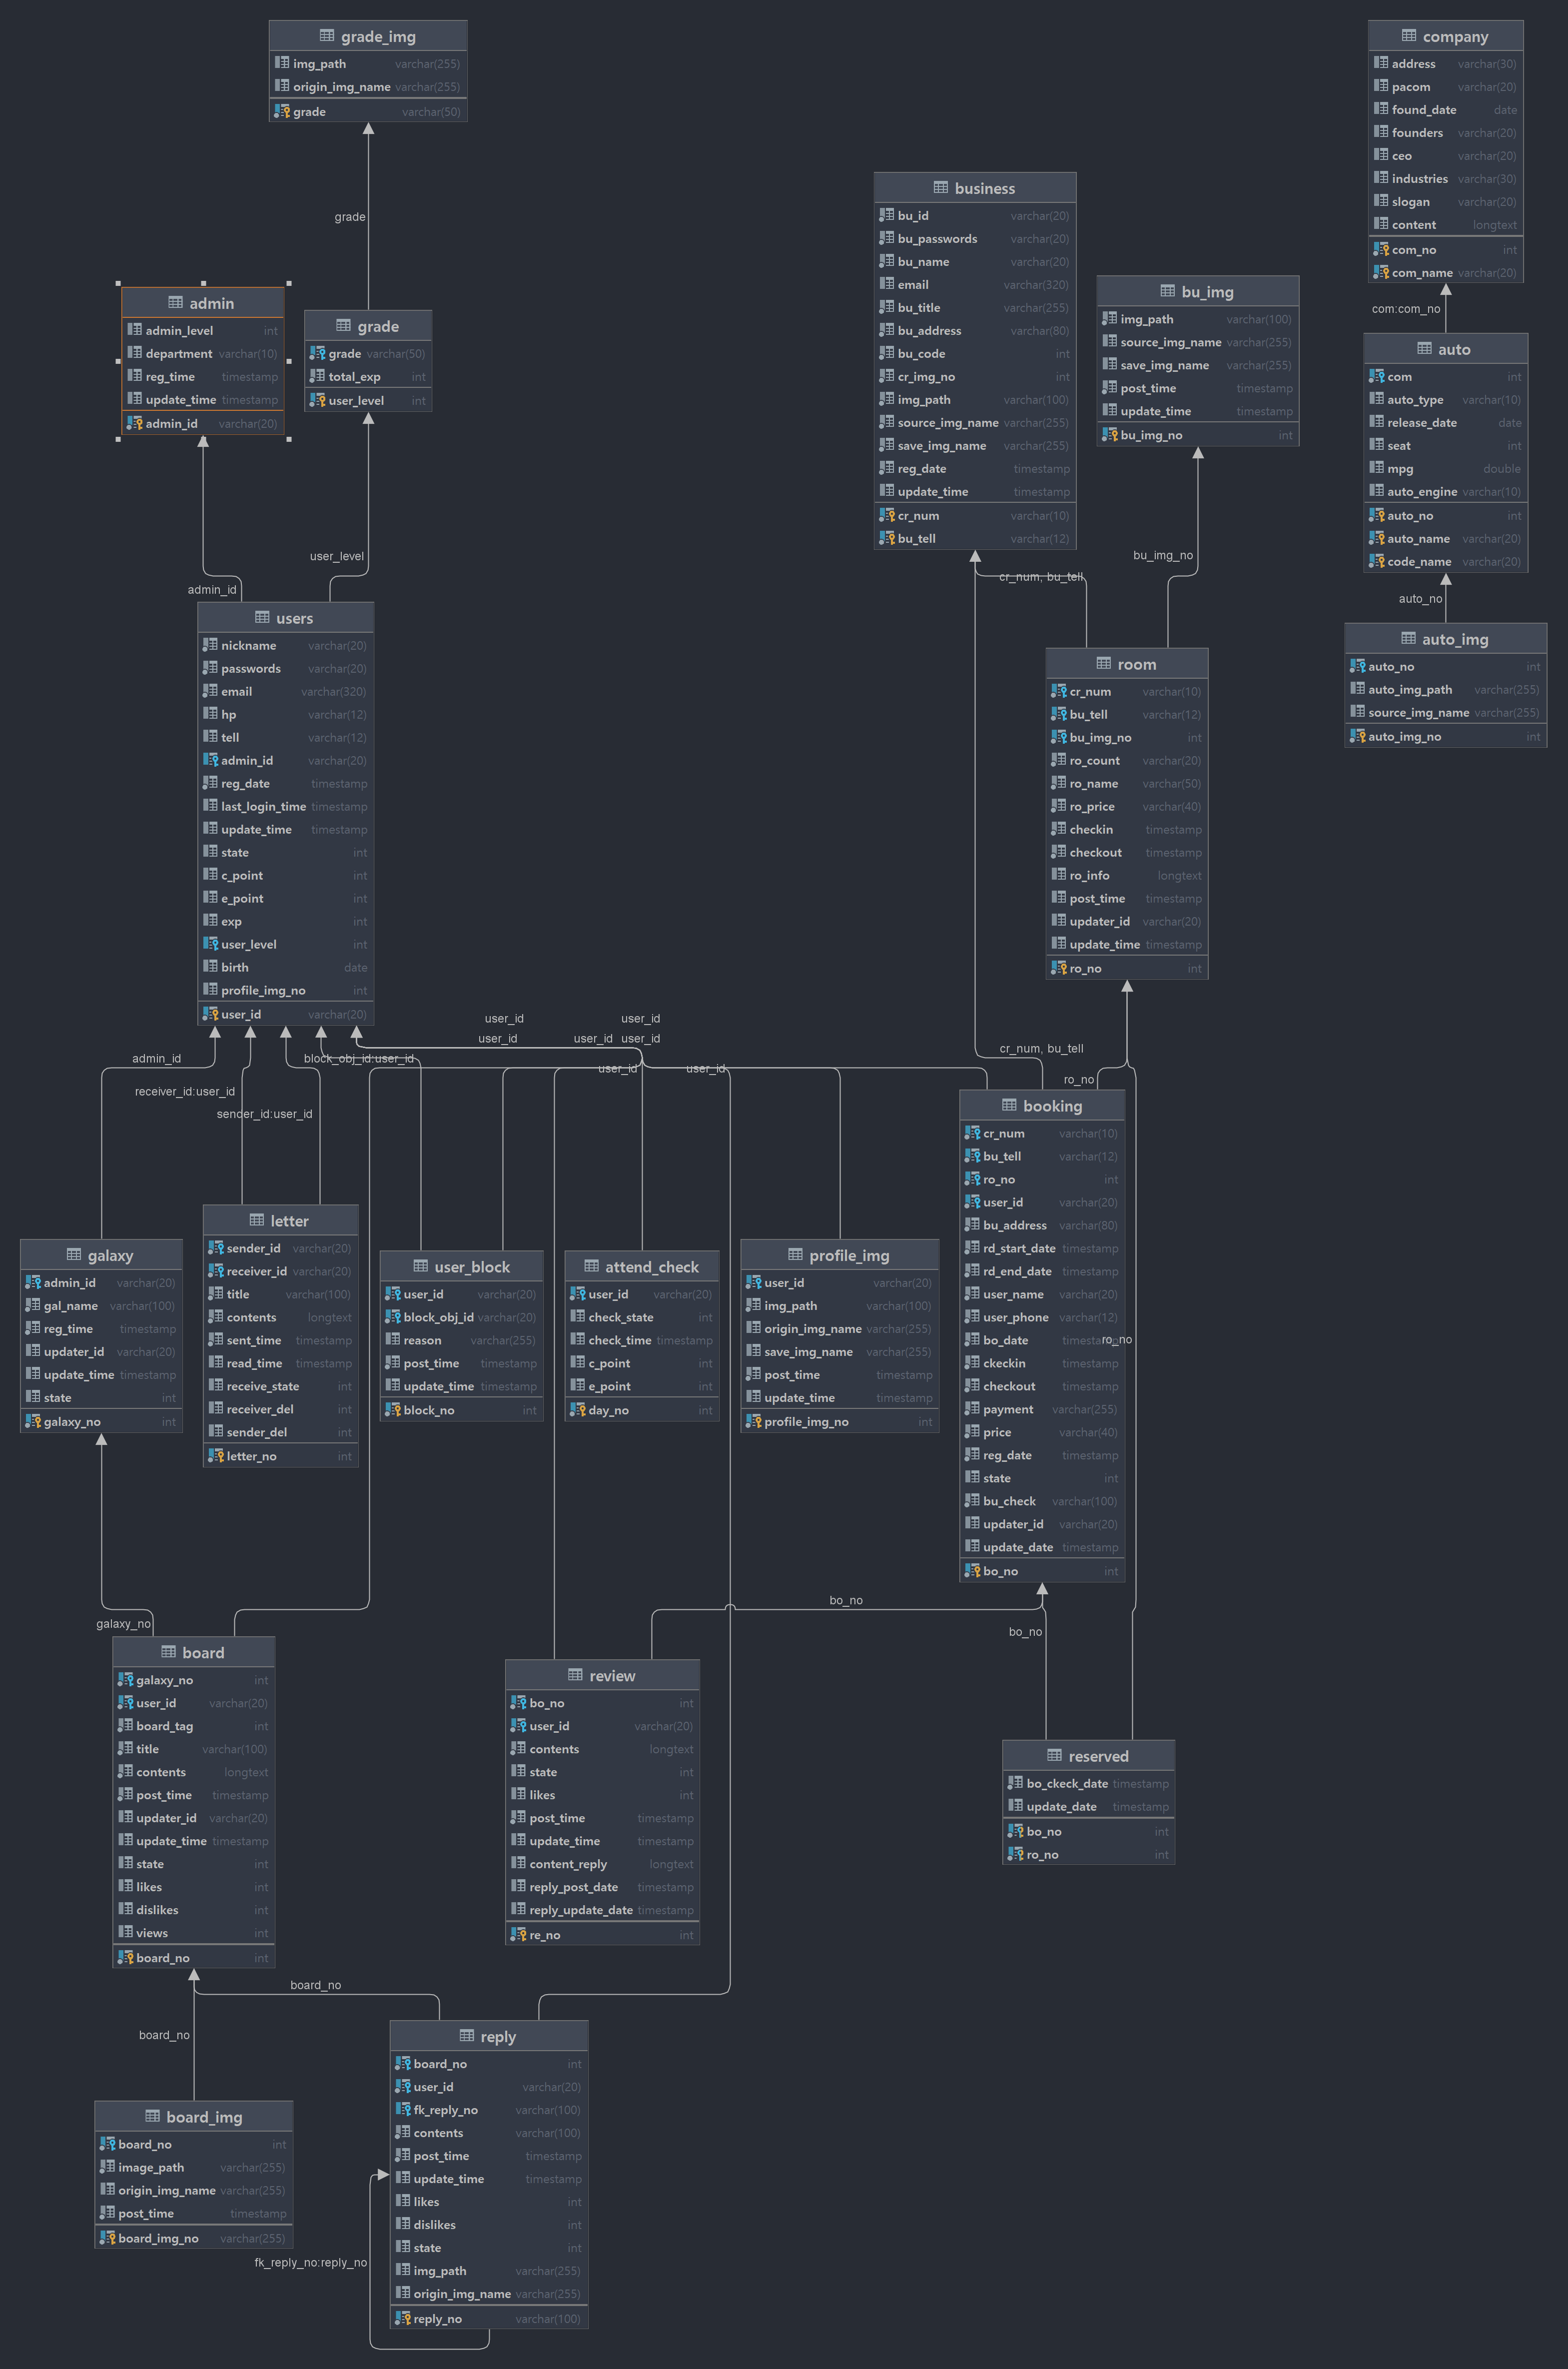 grade_img
img_path varchar(255)
origin_img_name varchar(255)
grade varchar(50)
company
address varchar(30)
pacom varchar(20)
found_date date
founders varchar(20)
ceo varchar(20)
industries varchar(30)
slogan varchar(20)
content longtext
com_no int
com_name varchar(20)
grade
business
bu_id varchar(20)
bu_passwords varchar(20)
bu_name varchar(20)
email varchar(320)
bu_title varchar(255)
bu_address varchar(80)
bu_code int
cr_img_no int
img_path varchar(100)
source_img_name varchar(255)
save_img_name varchar(255)
reg_date timestamp
update_time timestamp
cr_num varchar(10)
bu_tell varchar(12)
bu_img
img_path varchar(100)
source_img_name varchar(255)
save_img_name varchar(255)
post_time timestamp
update_time timestamp
bu_img_no int
admin
admin_level int
department varchar(10)
reg_time timestamp
update_time timestamp
admin_id varchar(20)
grade
grade varchar(50)
total_exp int
user_level int
com:com_no
auto
com int
auto_type varchar(10)
release_date date
seat int
mpg double
auto_engine varchar(10)
auto_no int
auto_name varchar(20)
code_name varchar(20)
auto_no
auto_img
auto_no int
auto_img_path varchar(255)
source_img_name varchar(255)
auto_img_no int
admin_id
user_level
cr_num, bu_tell
bu_img_no
users
nickname varchar(20)
passwords varchar(20)
email varchar(320)
hp varchar(12)
tell varchar(12)
admin_id varchar(20)
reg_date timestamp
last_login_time timestamp
update_time timestamp
state int
c_point int
e_point int
exp int
user_level int
birth date
profile_img_no int
user_id varchar(20)
room
cr_num varchar(10)
bu_tell varchar(12)
bu_img_no int
ro_count varchar(20)
ro_name varchar(50)
ro_price varchar(40)
checkin timestamp
checkout timestamp
ro_info longtext
post_time timestamp
updater_id varchar(20)
update_time timestamp
ro_no int
user_id user_id
user_id user_id user_id
admin_id
block_obj_id:user_id
user_id user_id
receiver_id:user_id
sender_id:user_id
cr_num, bu_tell
ro_no
booking
cr_num varchar(10)
bu_tell varchar(12)
ro_no int
user_id varchar(20)
bu_address varchar(80)
rd_start_date timestamp
rd_end_date timestamp
user_name varchar(20)
user_phone varchar(12)
bo_date timestamp
ckeckin timestamp
checkout timestamp
payment varchar(255)
price varchar(40)
reg_date timestamp
state int
bu_check varchar(100)
updater_id varchar(20)
update_date timestamp
bo_no int
ro_no
galaxy
admin_id varchar(20)
gal_name varchar(100)
reg_time timestamp
updater_id varchar(20)
update_time timestamp
state int
galaxy_no int
letter
sender_id varchar(20)
receiver_id varchar(20)
title varchar(100)
contents longtext
sent_time timestamp
read_time timestamp
receive_state int
receiver_del int
sender_del int
letter_no int
user_block
user_id varchar(20)
block_obj_id varchar(20)
reason varchar(255)
post_time timestamp
update_time timestamp
block_no int
attend_check
user_id varchar(20)
check_state int
check_time timestamp
c_point int
e_point int
day_no int
profile_img
user_id varchar(20)
img_path varchar(100)
origin_img_name varchar(255)
save_img_name varchar(255)
post_time timestamp
update_time timestamp
profile_img_no int
galaxy_no
bo_no
bo_no
board
galaxy_no int
user_id varchar(20)
board_tag int
title varchar(100)
contents longtext
post_time timestamp
updater_id varchar(20)
update_time timestamp
state int
likes int
dislikes int
views int
board_no int
review
bo_no int
user_id varchar(20)
contents longtext
state int
likes int
post_time timestamp
update_time timestamp
content_reply longtext
reply_post_date timestamp
reply_update_date timestamp
re_no int
reserved
bo_ckeck_date timestamp
update_date timestamp
bo_no int
ro_no int
board_no
board_no
reply
board_no int
user_id varchar(20)
fk_reply_no varchar(100)
contents varchar(100)
post_time timestamp
update_time timestamp
likes int
dislikes int
state int
img_path varchar(255)
origin_img_name varchar(255)
reply_no varchar(100)
board_img
board_no int
image_path varchar(255)
origin_img_name varchar(255)
post_time timestamp
board_img_no varchar(255)
fk_reply_no:reply_no